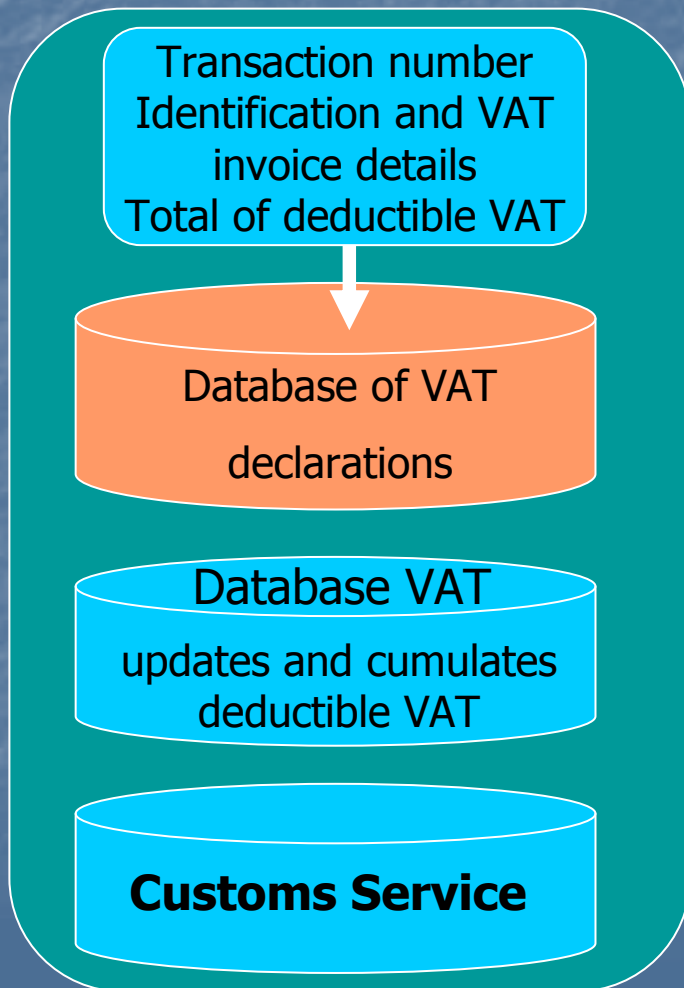 Transaction number
Identification and VAT
invoice details
Total of deductible VAT
Database of VAT
declarations
Database VAT
updates and cumulates
deductible VAT
Customs Service